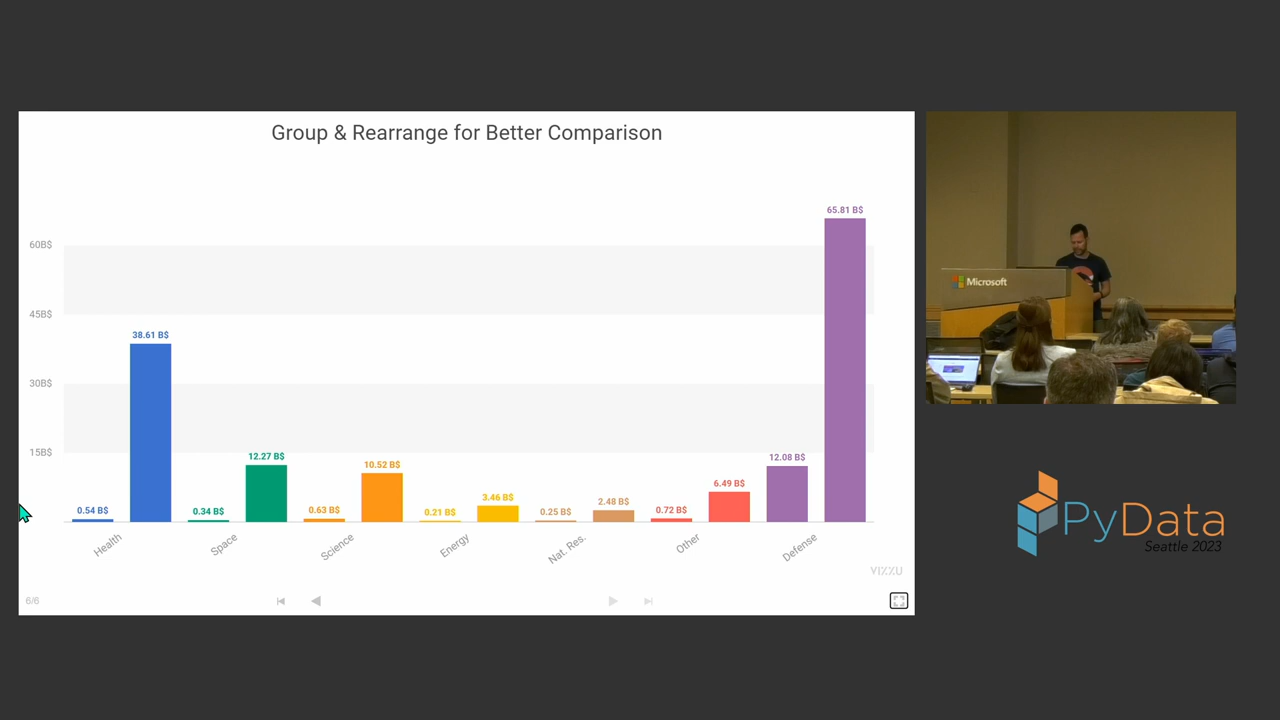 Group & Rearrange for Better Comparison
65.81 B$
60B$
45B$
38.61 B$
30B$
15B$
12.27 B$
10.52 B$
12.08 B$
0.54 B$
0.34 B$
0.63 B$
0.21 B$
3.46 B$
0.25 B$
2.48 B$
0.72 B$
6.49 B$
Health
Space
Science
Energy
Nat. Res.
Other
Defense
VIZZU
6/6
Microsoft
PyData
Seattle 2023